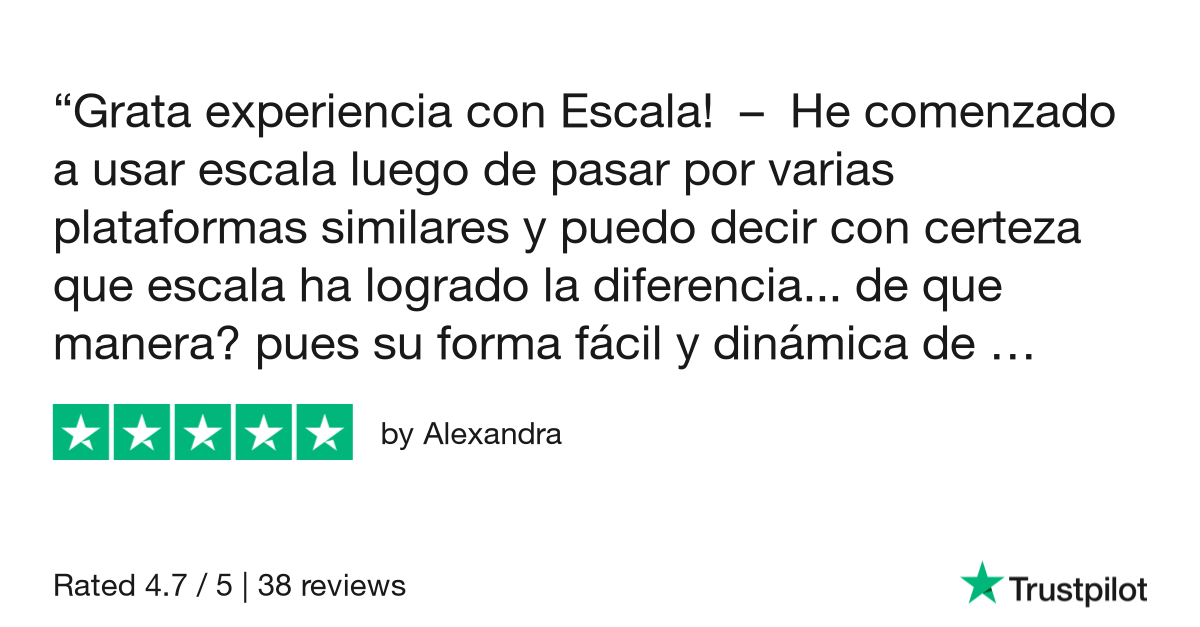 “Grata experiencia con Escala!  –  He comenzado
a usar escala luego de pasar por varias
plataformas similares y puedo decir con certeza
que escala ha logrado la diferencia... de que
manera? pues su forma fácil y dinámica de …
by Alexandra
Rated 4.7 / 5 | 38 reviews
Trustpilot